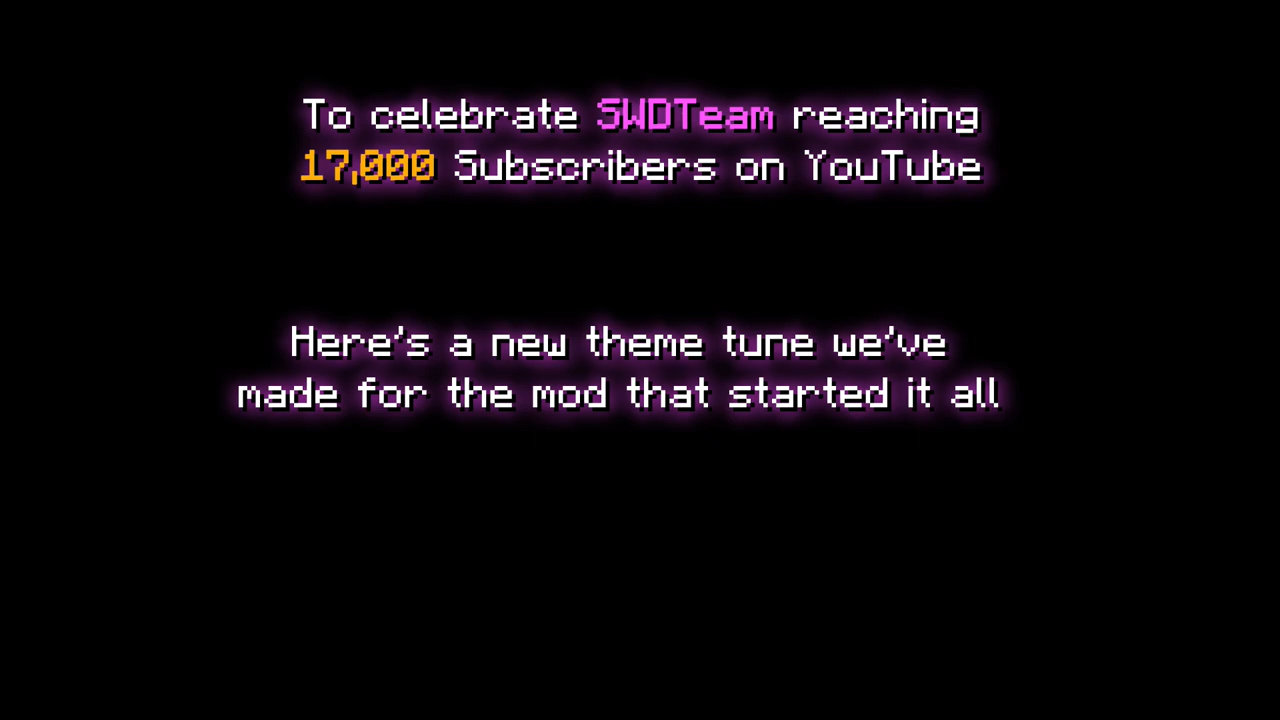 To celebrate SWDTeam reaching
17,000 Subscribers on YouTube
Here's a new theme tune we've
made for the mod that started it all